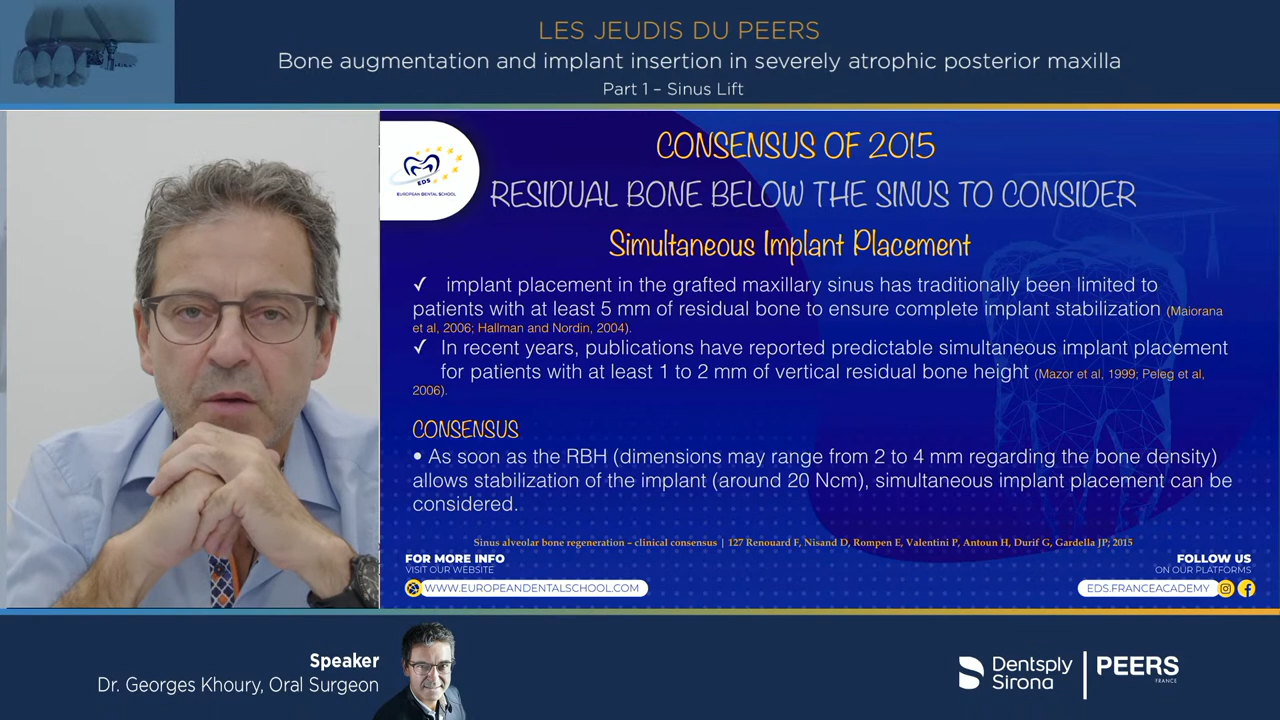 LES JEUDIS DU PEERS
Bone augmentation and implant insertion in severely atrophic posterior maxilla
Part 1 – Sinus Lift
EDS
EUROPEAN DENTAL SCHOOL
CONSENSUS OF 2015
RESIDUAL BONE BELOW THE SINUS TO CONSIDER
Simultaneous Implant Placement
✓ implant placement in the grafted maxillary sinus has traditionally been limited to
patients with at least 5 mm of residual bone to ensure complete implant stabilization (Maiorana
et al, 2006; Hallman and Nordin, 2004).
✓ In recent years, publications have reported predictable simultaneous implant placement
for patients with at least 1 to 2 mm of vertical residual bone height (Mazor et al, 1999; Peleg et al,
2006).
CONSENSUS
• As soon as the RBH (dimensions may range from 2 to 4 mm regarding the bone density)
allows stabilization of the implant (around 20 Ncm), simultaneous implant placement can be
considered.
Sinus alveolar bone regeneration – clinical consensus | 127 Renouard F, Nisand D, Rompen E, Valentini P, Antoun H, Durif G, Gardella JP; 2015
FOR MORE INFO
VISIT OUR WEBSITE
WWW.EUROPEANDENTALSCHOOL.COM
FOLLOW US
ON OUR PLATFORMS
EDS.FRANCEACADEMY
Speaker
Dr. Georges Khoury, Oral Surgeon
Dentsply
Sirona
PEERS
FRANCE